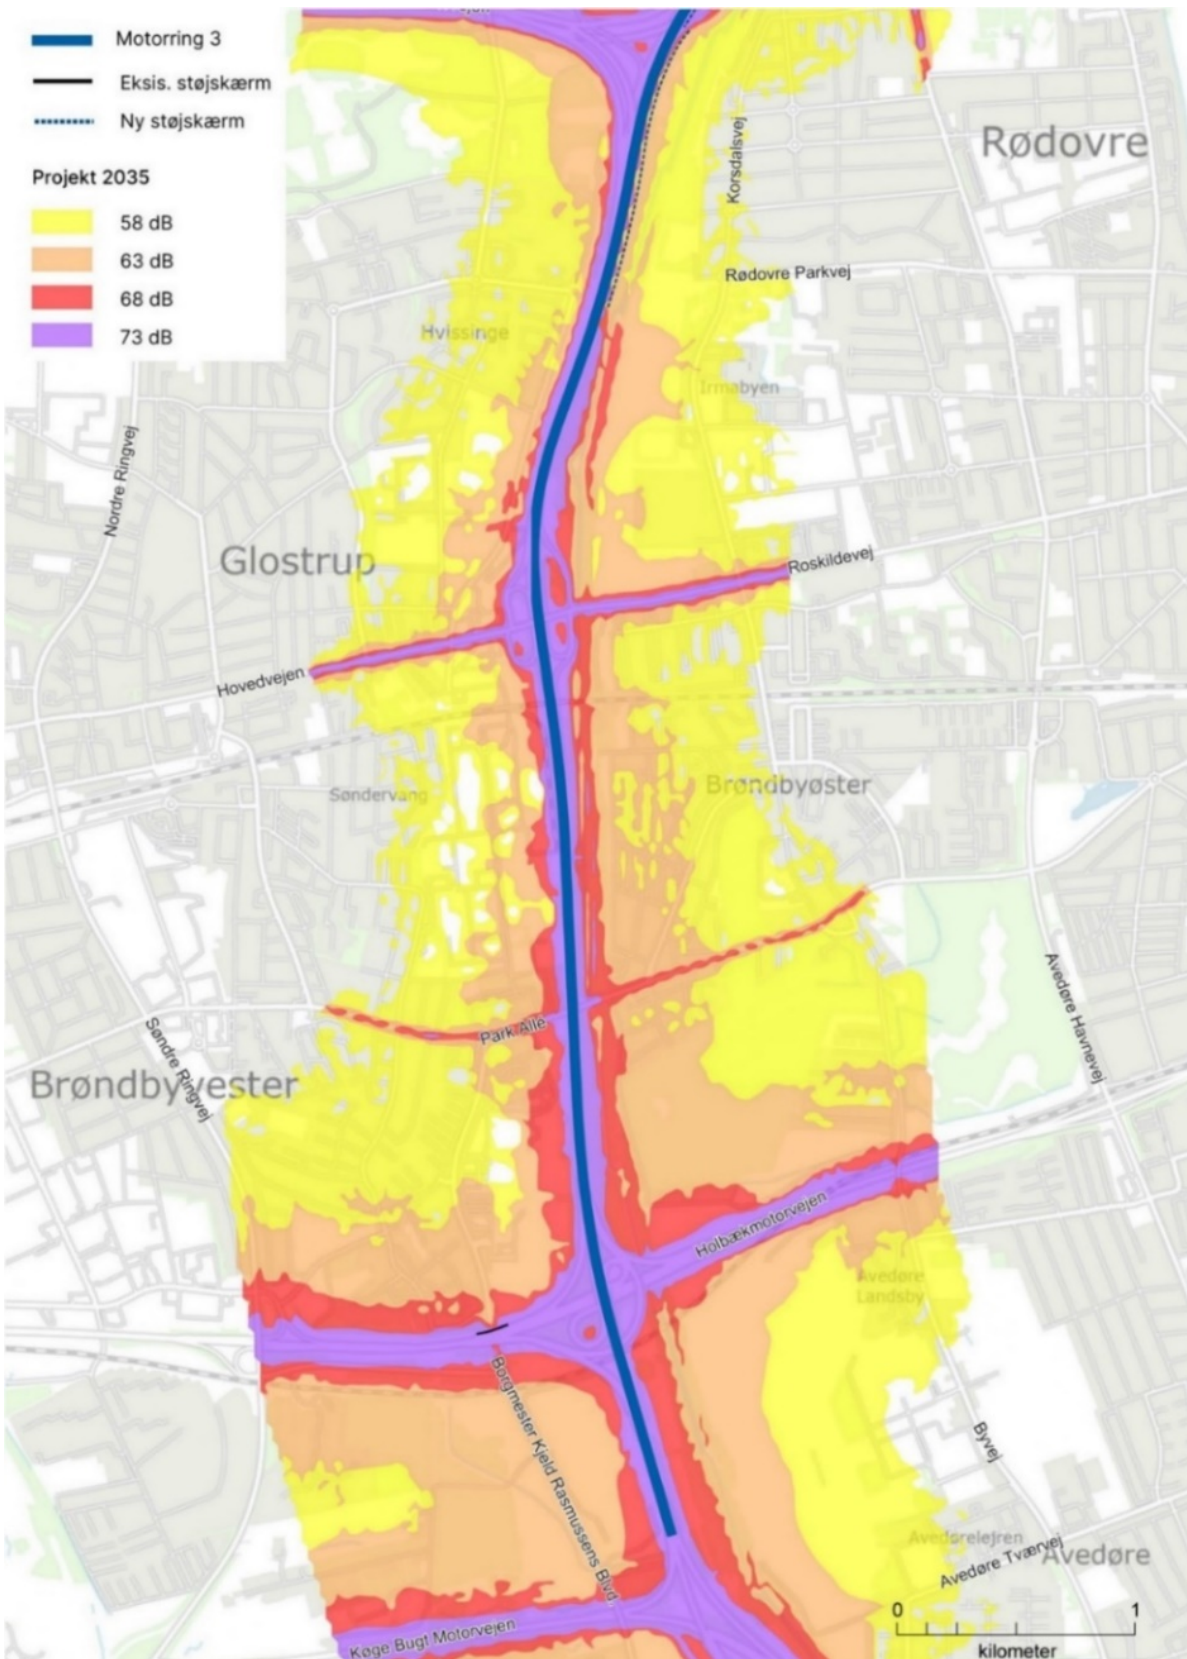 Motorring 3
Eksis. støjskærm
Ny støjskærm
Projekt 2035
58 dB
63 dB
68 dB
73 dB
Rødovre
Korsdalsvej
Rødovre Parkvej
Hvissinge
Irmabyen
Nordre Ringvej
Glostrup
Roskildevej
Hovedvejen
Søndervang
Brøndbyøster
Avedøre Havnevej
Park Allé
Søndre Ringvej
Brøndbyvester
Holbækmotorvejen
Avedøre
Landsby
Borgmester Kjeld Rasmussens Blvd.
Byvej
Avedørelejren
Avedøre Tværvej
Avedøre
Køge Bugt Motorvejen
0 1
kilometer